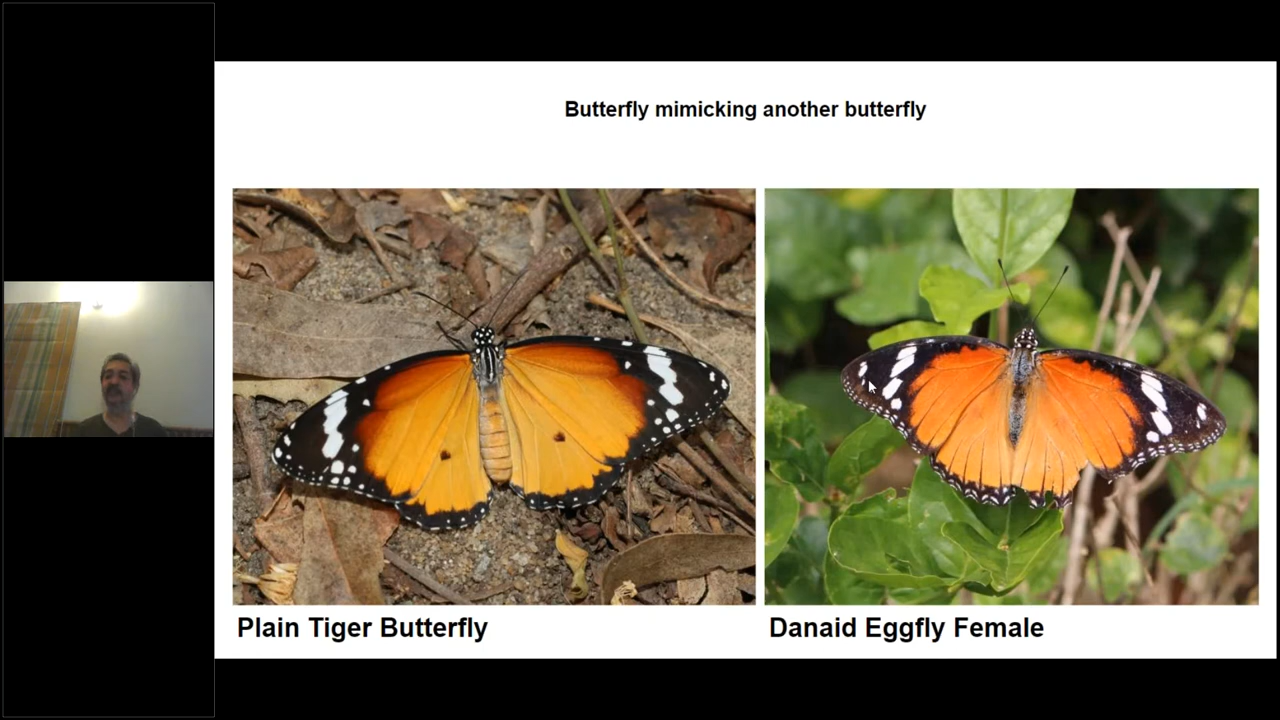 Butterfly mimicking another butterfly
Plain Tiger Butterfly
Danaid Eggfly Female